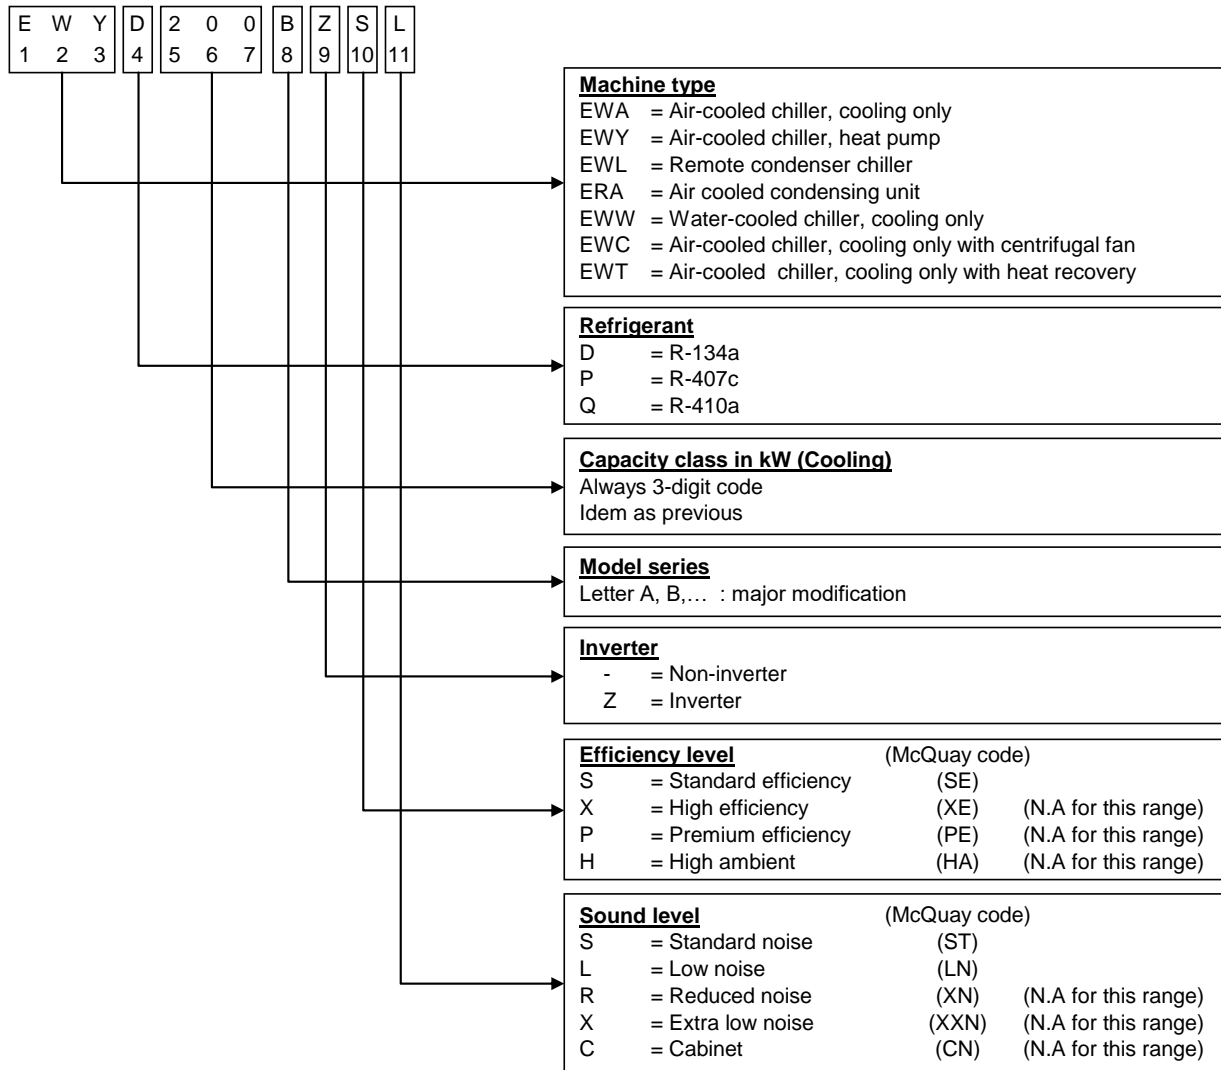 E W Y D 2 0 0 B Z S L
1 2 3 4 5 6 7 8 9 10 11
Machine type
EWA = Air-cooled chiller, cooling only
EWY = Air-cooled chiller, heat pump
EWL = Remote condenser chiller
ERA = Air cooled condensing unit
EWW = Water-cooled chiller, cooling only
EWC = Air-cooled chiller, cooling only with centrifugal fan
EWT = Air-cooled chiller, cooling only with heat recovery
Refrigerant
D = R-134a
P = R-407c
Q = R-410a
Capacity class in kW (Cooling)
Always 3-digit code
Idem as previous
Model series
Letter A, B,… : major modification
Inverter
- = Non-inverter
Z = Inverter
Efficiency level (McQuay code)
S = Standard efficiency (SE)
X = High efficiency (XE) (N.A for this range)
P = Premium efficiency (PE) (N.A for this range)
H = High ambient (HA) (N.A for this range)
Sound level (McQuay code)
S = Standard noise (ST)
L = Low noise (LN)
R = Reduced noise (XN) (N.A for this range)
X = Extra low noise (XXN) (N.A for this range)
C = Cabinet (CN) (N.A for this range)